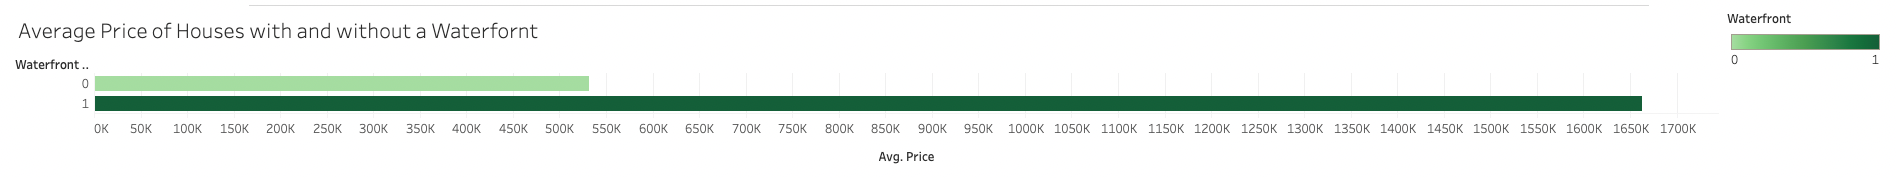 Average Price of Houses with and without a Waterfornt
Waterfront ..
0
1
0K 50K 100K 150K 200K 250K 300K 350K 400K 450K 500K 550K 600K 650K 700K 750K 800K 850K 900K 950K 1000K 1050K 1100K 1150K 1200K 1250K 1300K 1350K 1400K 1450K 1500K 1550K 1600K 1650K 1700K
Avg. Price
Waterfront
0 1